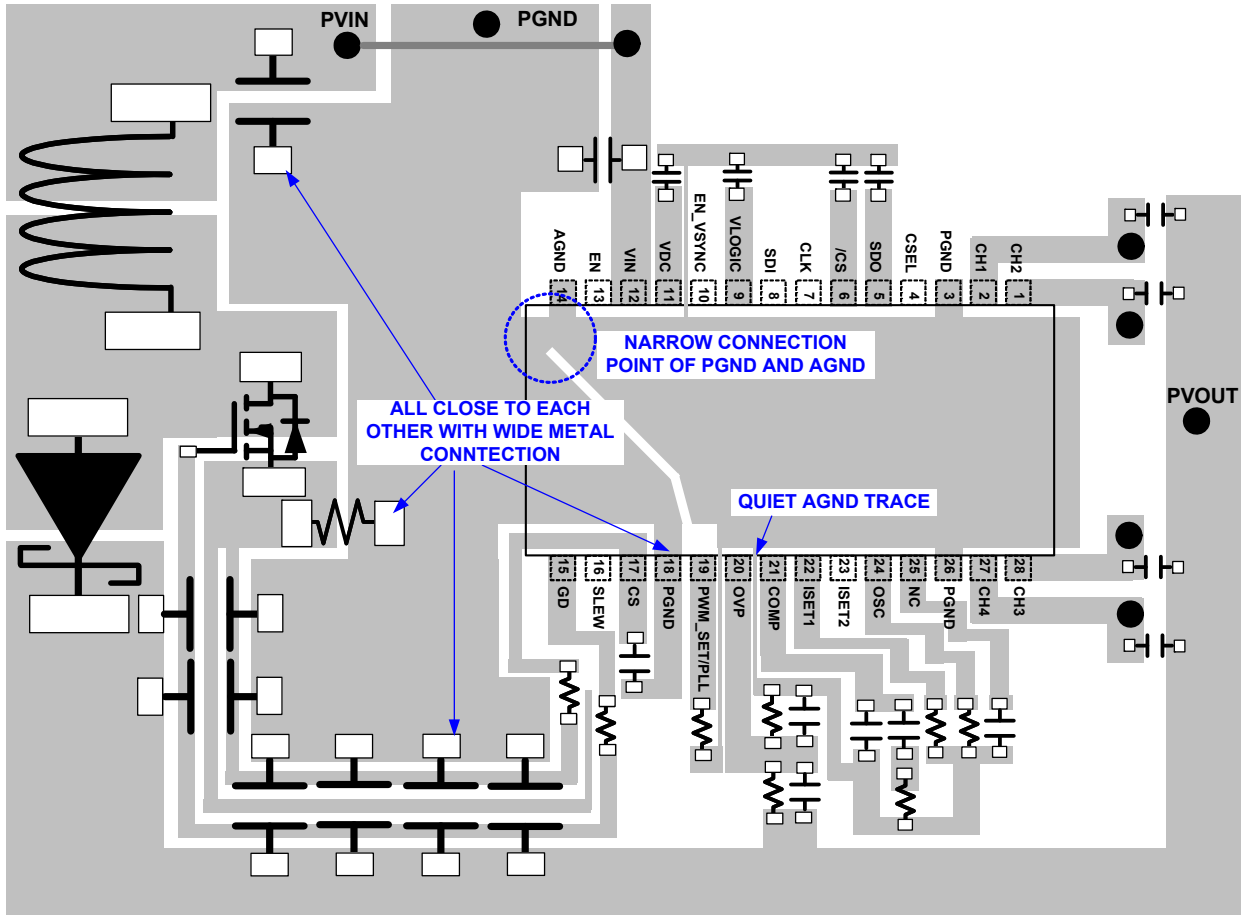 PVIN
PGND
AGND
EN
VIN
VDC
EN_VSYNC
VLOGIC
SDI
CLK
/CS
SDO
CSEL
PGND
CH1
CH2
14
13
12
11
10
9
8
7
6
5
4
3
2
1
NARROW CONNECTION
POINT OF PGND AND AGND
ALL CLOSE TO EACH
OTHER WITH WIDE METAL
CONNTECTION
PVOUT
QUIET AGND TRACE
15
16
17
18
19
20
21
22
23
24
25
26
27
28
GD
SLEW
CS
PGND
PWM_SET/PLL
OVP
COMP
ISET1
ISET2
OSC
NC
PGND
CH4
CH3